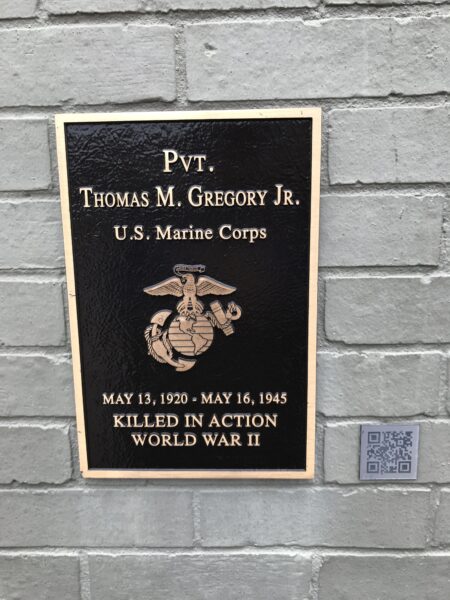 PVT.
THOMAS M. GREGORY JR.
U.S. MARINE CORPS
MAY 13, 1920 - MAY 16, 1945
KILLED IN ACTION
WORLD WAR II